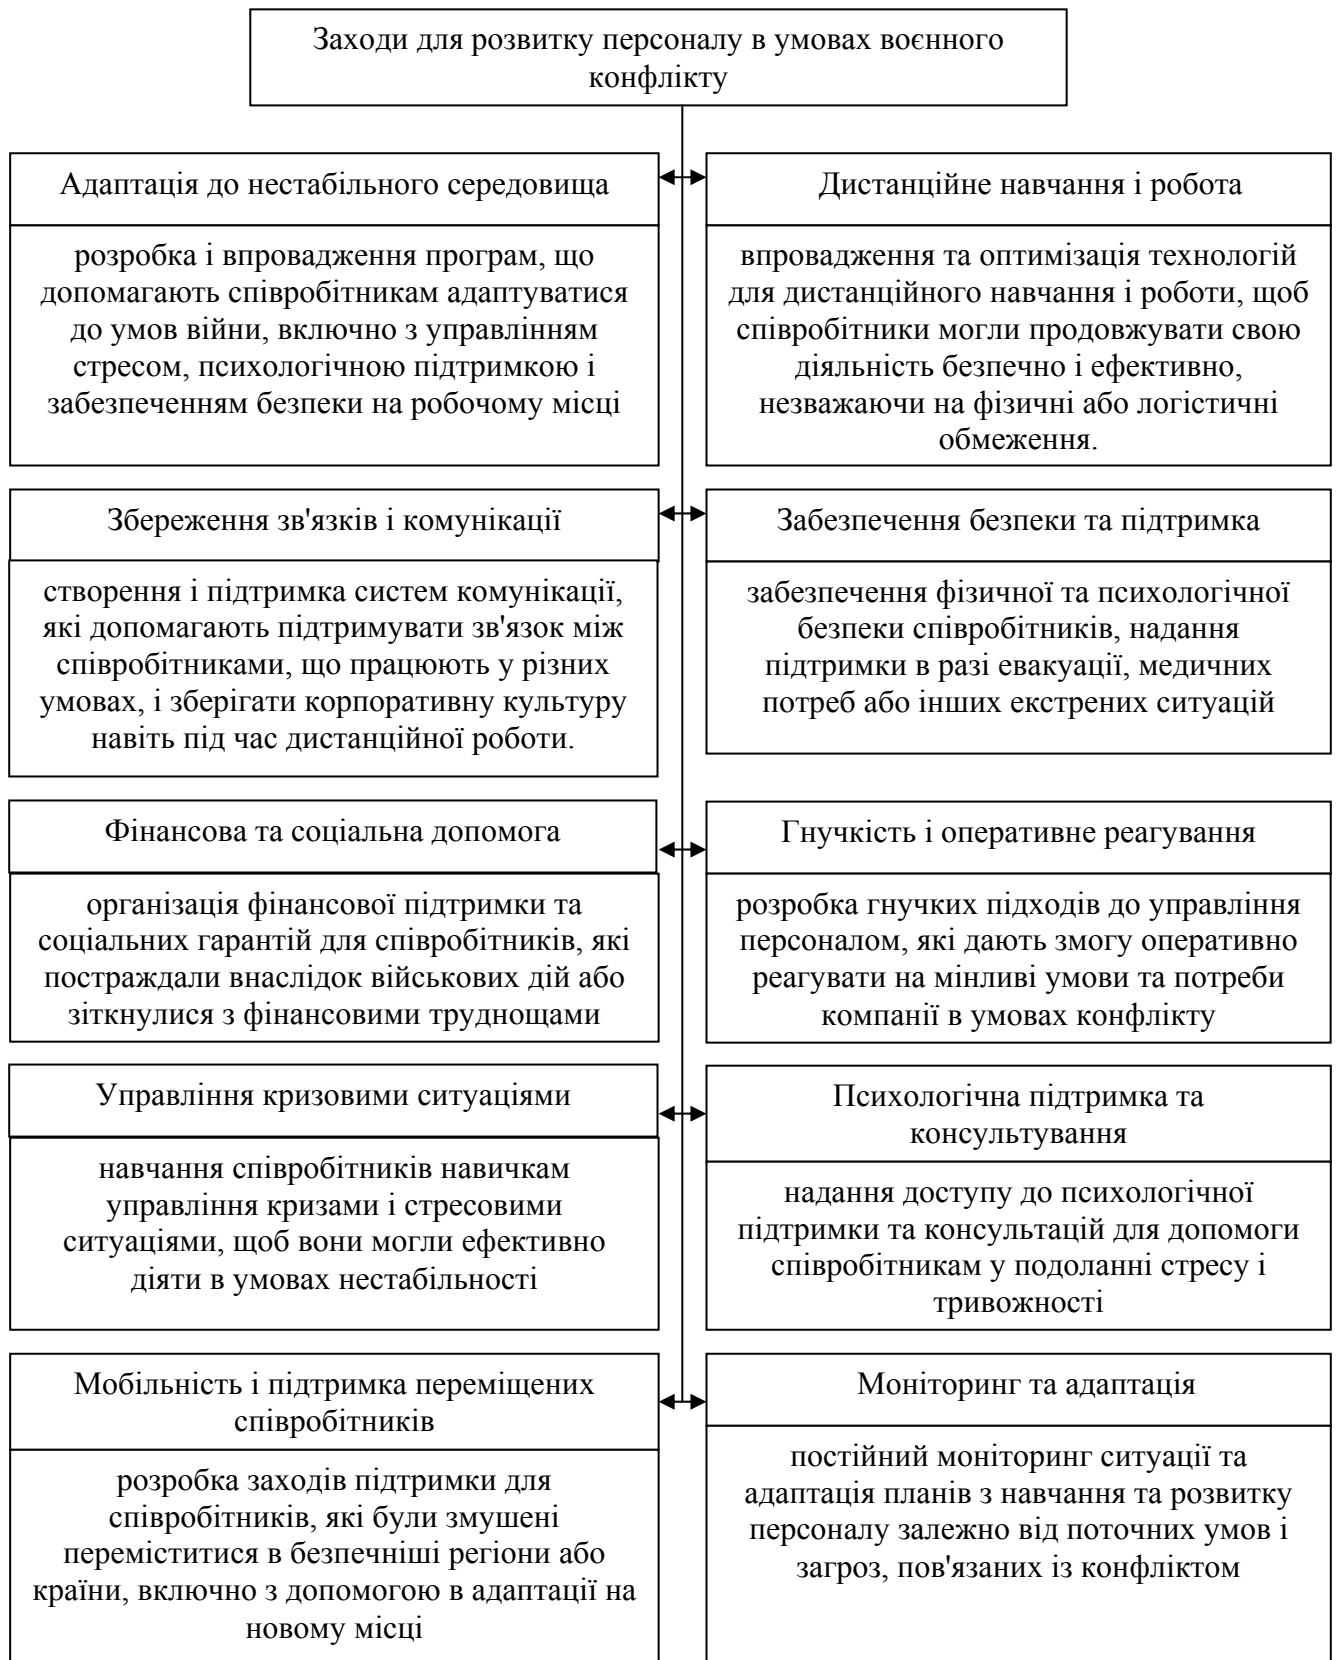 Заходи для розвитку персоналу в умовах воєнного
конфлікту
Адаптація до нестабільного середовища
розробка і впровадження програм, що
допомагають співробітникам адаптуватися
до умов війни, включно з управлінням
стресом, психологічною підтримкою і
забезпеченням безпеки на робочому місці
Дистанційне навчання і робота
впровадження та оптимізація технологій
для дистанційного навчання і роботи, щоб
співробітники могли продовжувати свою
діяльність безпечно і ефективно,
незважаючи на фізичні або логістичні
обмеження.
Збереження зв'язків і комунікації
створення і підтримка систем комунікації,
які допомагають підтримувати зв'язок між
співробітниками, що працюють у різних
умовах, і зберігати корпоративну культуру
навіть під час дистанційної роботи.
Забезпечення безпеки та підтримка
забезпечення фізичної та психологічної
безпеки співробітників, надання
підтримки в разі евакуації, медичних
потреб або інших екстрених ситуацій
Фінансова та соціальна допомога
організація фінансової підтримки та
соціальних гарантій для співробітників, які
постраждали внаслідок військових дій або
зіткнулися з фінансовими труднощами
Гнучкість і оперативне реагування
розробка гнучких підходів до управління
персоналом, які дають змогу оперативно
реагувати на мінливі умови та потреби
компанії в умовах конфлікту
Управління кризовими ситуаціями
навчання співробітників навичкам
управління кризами і стресовими
ситуаціями, щоб вони могли ефективно
діяти в умовах нестабільності
Психологічна підтримка та
консультування
надання доступу до психологічної
підтримки та консультацій для допомоги
співробітникам у подоланні стресу і
тривожності
Мобільність і підтримка переміщених
співробітників
розробка заходів підтримки для
співробітників, які були змушені
переміститися в безпечніші регіони або
країни, включно з допомогою в адаптації на
новому місці
Моніторинг та адаптація
постійний моніторинг ситуації та
адаптація планів з навчання та розвитку
персоналу залежно від поточних умов і
загроз, пов'язаних із конфліктом